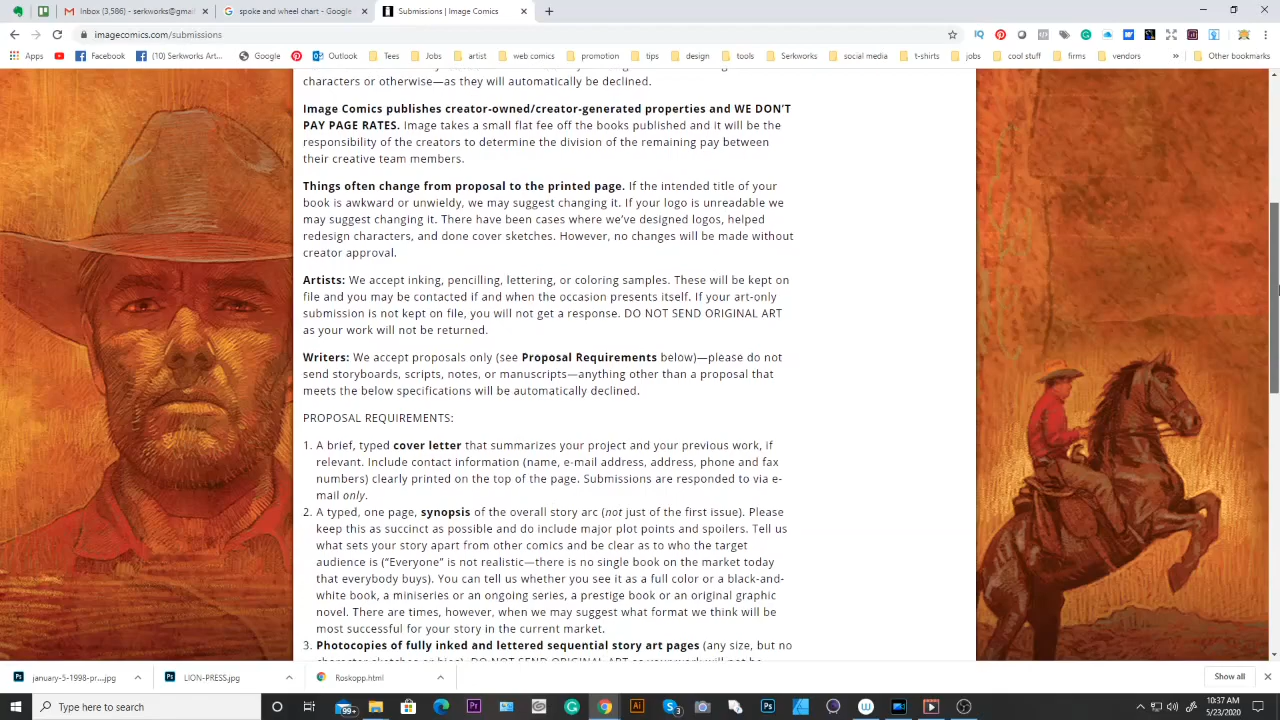 Inbox (3,586) - serkworks@gmail
spoke and wheel chart - Google
Submissions | Image Comics
imagecomics.com/submissions
Apps
Facebook
(10) Serkworks Art
Google
Outlook
Tees
Jobs
artist
web comics
promotion
tips
design
tools
Serkworks
social media
t-shirts
jobs
cool stuff
firms
vendors
Other bookmarks
characters or otherwise—as they will automatically be declined.
Image Comics publishes creator-owned/creator-generated properties and WE DON'T
PAY PAGE RATES. Image takes a small flat fee off the books published and it will be the
responsibility of the creators to determine the division of the remaining pay between
their creative team members.
Things often change from proposal to the printed page. If the intended title of your
book is awkward or unwieldy, we may suggest changing it. If your logo is unreadable we
may suggest changing it. There have been cases where we've designed logos, helped
redesign characters, and done cover sketches. However, no changes will be made without
creator approval.
Artists: We accept inking, pencilling, lettering, or coloring samples. These will be kept on
file and you may be contacted if and when the occasion presents itself. If your art-only
submission is not kept on file, you will not get a response. DO NOT SEND ORIGINAL ART
as your work will not be returned.
Writers: We accept proposals only (see Proposal Requirements below)—please do not
send storyboards, scripts, notes, or manuscripts—anything other than a proposal that
meets the below specifications will be automatically declined.
PROPOSAL REQUIREMENTS:
1. A brief, typed cover letter that summarizes your project and your previous work, if
relevant. Include contact information (name, e-mail address, address, phone and fax
numbers) clearly printed on the top of the page. Submissions are responded to via e-
mail only.
2. A typed, one page, synopsis of the overall story arc (not just of the first issue). Please
keep this as succinct as possible and do include major plot points and spoilers. Tell us
what sets your story apart from other comics and be clear as to who the target
audience is ("Everyone" is not realistic—there is no single book on the market today
that everybody buys). You can tell us whether you see it as a full color or a black-and-
white book, a miniseries or an ongoing series, a prestige book or an original graphic
novel. There are times, however, when we may suggest what format we think will be
most successful for your story in the current market.
3. Photocopies of fully inked and lettered sequential story art pages (any size, but no
january-5-1998-pr....jpg
LION-PRESS.jpg
Roskopp.html
Show all
Type here to search
99+
10:37 AM
5/23/2020